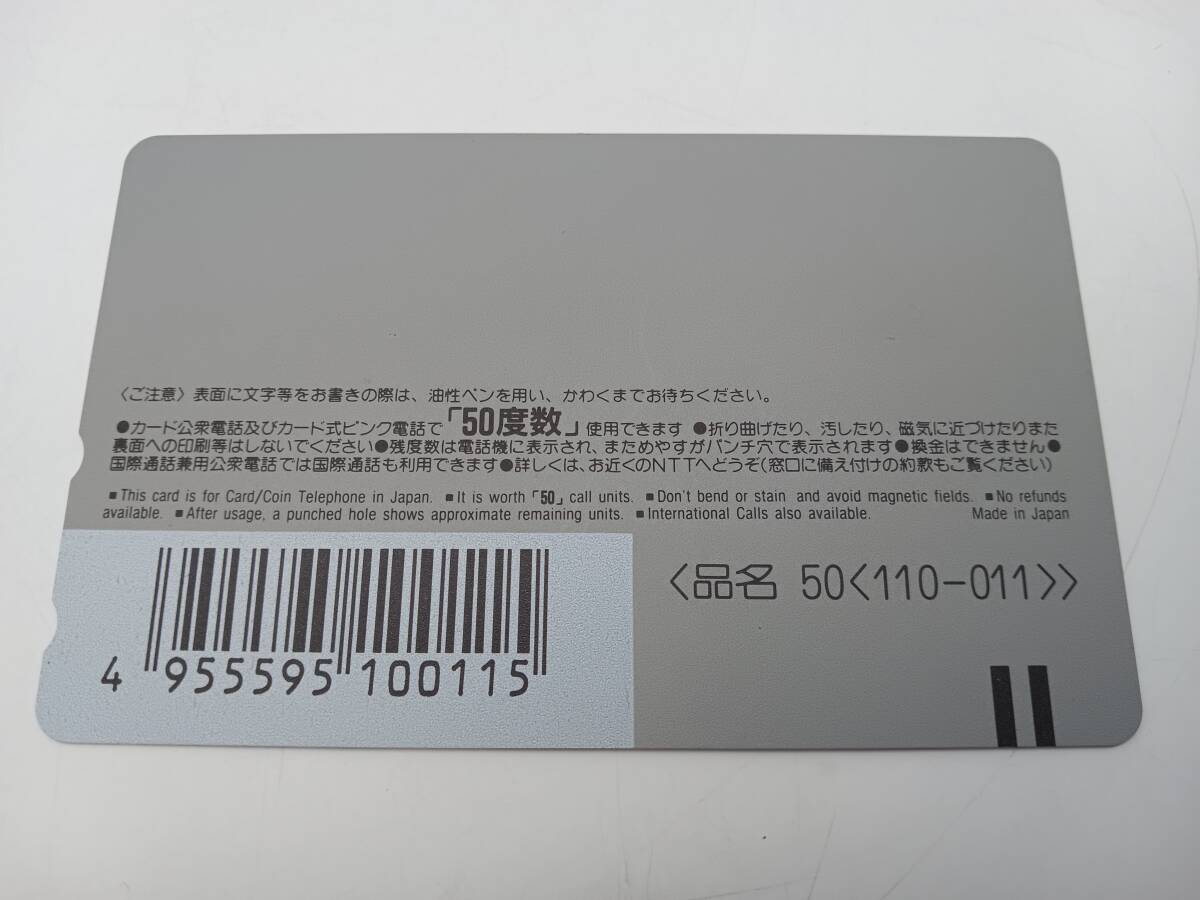 〈ご注意〉表面に文字等をお書きの際は、油性ペンを用い、かわくまでお待ちください。
●カード公衆電話及びカード式ピンク電話で「50度数」使用できます ●折り曲げたり、汚したり、磁気に近づけたりまた
裏面への印刷等はしないでください●残度数は電話機に表示され、まためやすがパンチ穴で表示されます●換金はできません●
国際通話兼用公衆電話では国際通話も利用できます●詳しくは、お近くのNTTへどうぞ(窓口に備え付けの約款もご覧ください)
■This card is for Card/Coin Telephone in Japan. ■It is worth「50」call units. ■Don't bend or stain and avoid magnetic fields. ■No refunds
available. ■After usage, a punched hole shows approximate remaining units. ■International Calls also available. Made in Japan
〈品名 50〈110-011〉〉
4 955595 100115